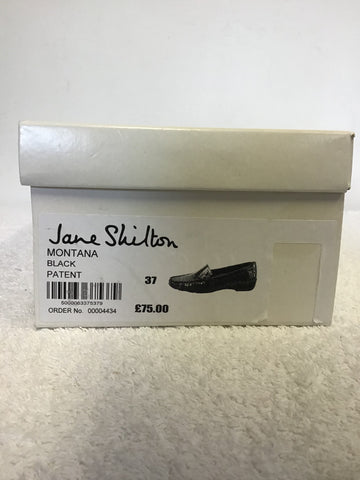 Jane Shilton
MONTANA
BLACK
PATENT
37
5000063375379
ORDER No. 00004434
£75.00